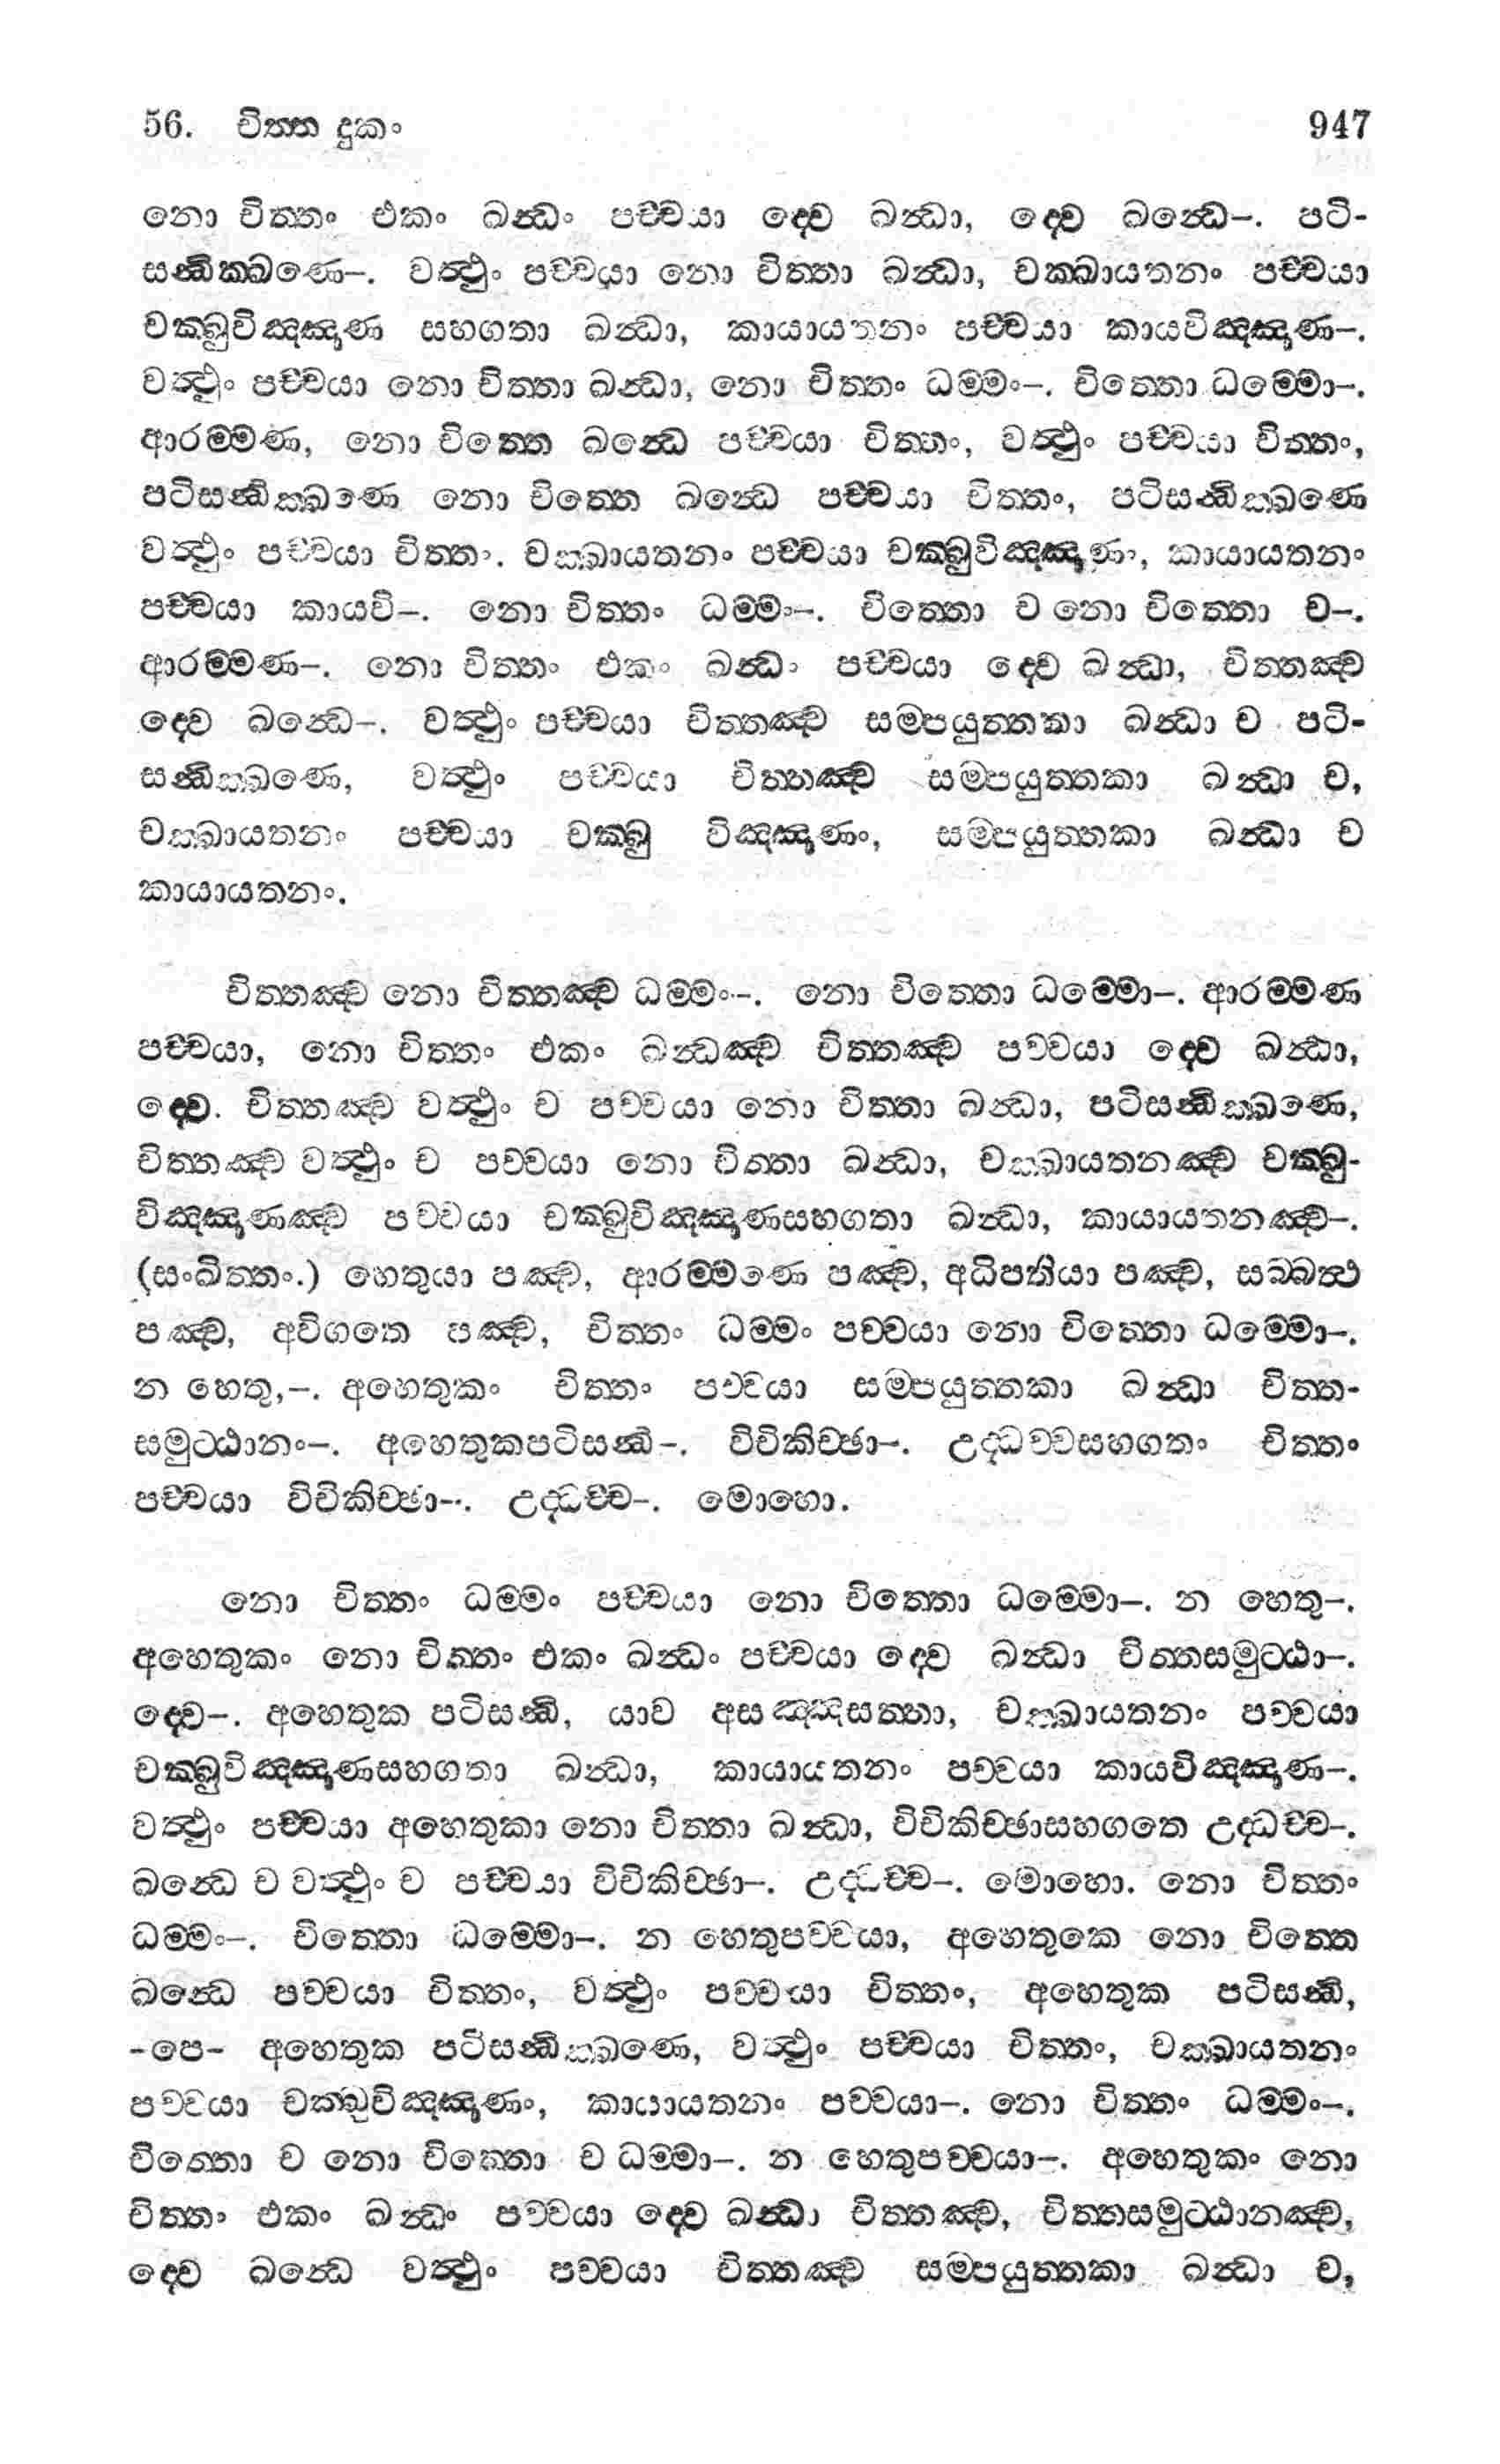 56. චිත්ත දුකං 947
නො චිත්තං එකං ඛන්ධං පච්චයා ද්වෙ ඛන්ධා, ද්වෙ ඛන්ධෙ–. පටි-
සන්ධික්ඛණෙ–. වත්ථුං පච්චයා නො චිත්තා ඛන්ධා, චක්ඛායතනං පච්චයා
චක්ඛුවිඤ්ඤාණ සහගතා ඛන්ධා, කායායතනං පච්චයා කායවිඤ්ඤාණ–.
වත්ථුං පච්චයා නො චිත්තා ඛන්ධා, නො චිත්තං ධම්මං–. චිත්තො ධම්මො–.
ආරම්මණ, නො චිත්තෙ ඛන්ධෙ පච්චයා චිත්තං, වත්ථුං පච්චයා චිත්තං,
පටිසන්ධික්ඛණෙ නො චිත්තෙ ඛන්ධෙ පච්චයා චිත්තං, පටිසන්ධික්ඛණෙ
වත්ථුං පච්චයා චිත්තං. චක්ඛායතනං පච්චයා චක්ඛුවිඤ්ඤාණං, කායායතනං
පච්චයා කායවි–. නො චිත්තං ධම්මං–. චිත්තො ච නො චිත්තො ච–.
ආරම්මණ–. නො චිත්තං එකං ඛන්ධං පච්චයා ද්වෙ ඛන්ධා, චිත්තඤ්ච
ද්වෙ ඛන්ධෙ–. වත්ථුං පච්චයා චිත්තඤ්ච සම්පයුත්තකා ඛන්ධා ච පටි-
සන්ධික්ඛණෙ, වත්ථුං පච්චයා චිත්තඤ්ච සම්පයුත්තකා ඛන්ධා ච,
චක්ඛායතනං පච්චයා චක්ඛු විඤ්ඤාණං, සම්පයුත්තකා ඛන්ධා ච
කායායතනං.
චිත්තඤ්ච නො චිත්තඤ්ච ධම්මං–. නො චිත්තො ධම්මො–. ආරම්මණ
පච්චයා, නො චිත්තං එකං ඛන්ධඤ්ච චිත්තඤ්ච පච්චයා ද්වෙ ඛන්ධා,
ද්වෙ. චිත්තඤ්ච වත්ථුං ච පච්චයා නො චිත්තා ඛන්ධා, පටිසන්ධික්ඛණෙ,
චිත්තඤ්ච වත්ථුං ච පච්චයා නො චිත්තා ඛන්ධා, චක්ඛායතනඤ්ච චක්ඛු-
විඤ්ඤාණඤ්ච පච්චයා චක්ඛුවිඤ්ඤාණසහගතා ඛන්ධා, කායායතනඤ්ච–.
(සංඛිත්තං.) හෙතුයා පඤ්ච, ආරම්මණෙ පඤ්ච, අධිපතියා පඤ්ච, සබ්බත්ථ
පඤ්ච, අවිගතෙ පඤ්ච, චිත්තං ධම්මං පච්චයා නො චිත්තො ධම්මො–.
න හෙතු,–. අහෙතුකං චිත්තං පච්චයා සම්පයුත්තකා ඛන්ධා චිත්ත-
සමුට්ඨානං–. අහෙතුකපටිසන්ධි–. විචිකිච්ඡා–. උද්ධච්චසහගතං චිත්තං
පච්චයා විචිකිච්ඡා–. උද්ධච්ච–. මොහො.
නො චිත්තං ධම්මං පච්චයා නො චිත්තො ධම්මො–. න හෙතු–.
අහෙතුකං නො චිත්තං එකං ඛන්ධං පච්චයා ද්වෙ ඛන්ධා චිත්තසමුට්ඨා–.
ද්වෙ–. අහෙතුක පටිසන්ධි, යාව අසඤ්ඤසත්තා, චක්ඛායතනං පච්චයා
චක්ඛුවිඤ්ඤාණසහගතා ඛන්ධා, කායායතනං පච්චයා කායවිඤ්ඤාණ–.
වත්ථුං පච්චයා අහෙතුකා නො චිත්තා ඛන්ධා, විචිකිච්ඡාසහගතෙ උද්ධච්ච–.
ඛන්ධෙ ච වත්ථුං ච පච්චයා විචිකිච්ඡා–. උද්ධච්ච–. මොහො. නො චිත්තං
ධම්මං–. චිත්තො ධම්මො–. න හෙතුපච්චයා, අහෙතුකෙ නො චිත්තෙ
ඛන්ධෙ පච්චයා චිත්තං, වත්ථුං පච්චයා චිත්තං, අහෙතුක පටිසන්ධි,
-පෙ- අහෙතුක පටිසන්ධික්ඛණෙ, වත්ථුං පච්චයා චිත්තං, චක්ඛායතනං
පච්චයා චක්ඛුවිඤ්ඤාණං, කායායතනං පච්චයා–. නො චිත්තං ධම්මං–.
චිත්තො ච නො චිත්තො ච ධම්මා–. න හෙතුපච්චයා–. අහෙතුකං නො
චිත්තං එකං ඛන්ධං පච්චයා ද්වෙ ඛන්ධා චිත්තඤ්ච, චිත්තසමුට්ඨානඤ්ච,
ද්වෙ ඛන්ධෙ වත්ථුං පච්චයා චිත්තඤ්ච සම්පයුත්තකා ඛන්ධා ච,